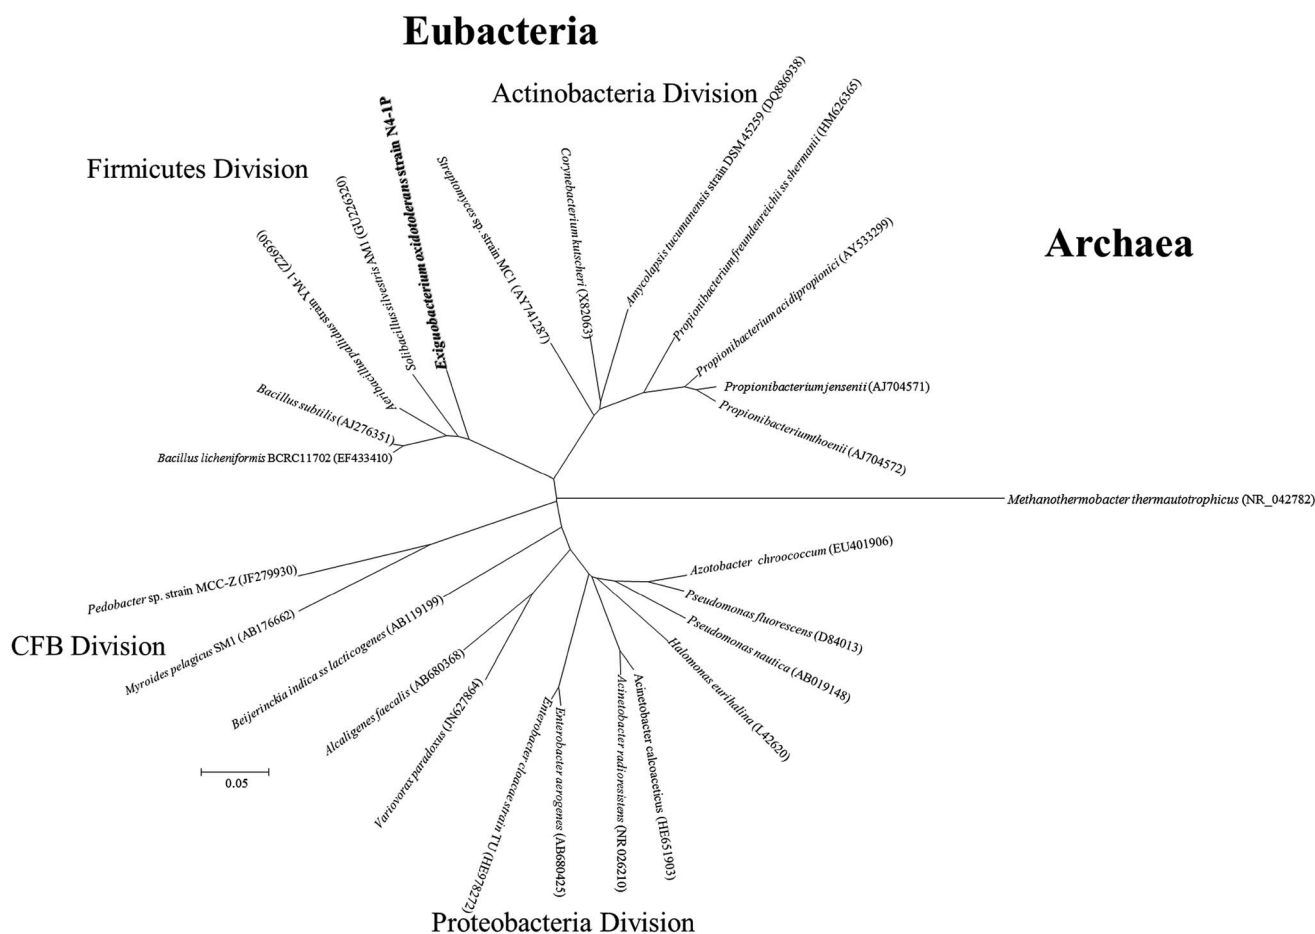 Eubacteria
Actinobacteria Division
Firmicutes Division
Archaea
Bacillus licheniformis BCRC11702 (EF433410)
Bacillus subtilis (AJ276351)
Aeribacillus pallidus strain YM-1 (Z26930)
Solibacillus silvestris AM1 (GU226320)
Exiguobacterium oxidotolerans strain N4-1P
Streptomyces sp. strain MC1 (AY741287)
Corynebacterium kutscheri (X82063)
Amycolapsis tucumanensis strain DSM 45259 (DQ886938)
Propionibacterium freundenreichii ss shermanii (HM626365)
Propionibacterium acidipropionici (AY533299)
Propionibacterium jensenii (AJ704571)
Propionibacterium thoenii (AJ704572)
Methanothermobacter thermautotrophicus (NR_042782)
Azotobacter chroococcum (EU401906)
Pseudomonas fluorescens (D84013)
Pseudomonas nautica (AB019148)
Halomonas eurihalina (L42620)
Acinetobacter calcoaceticus (HE651903)
Acinetobacter radioresistens (NR 026210)
Enterobacter aerogenes (AB680425)
Enterobacter cloacae strain TU (HE978272)
Variovorax paradoxus (JN627864)
Alcaligenes faecalis (AB680368)
Beijerinckia indica ss lacticogenes (AB119199)
Myroides pelagicus SM1 (AB176662)
Pedobacter sp. strain MCC-Z (JF279930)
CFB Division
0.05
Proteobacteria Division